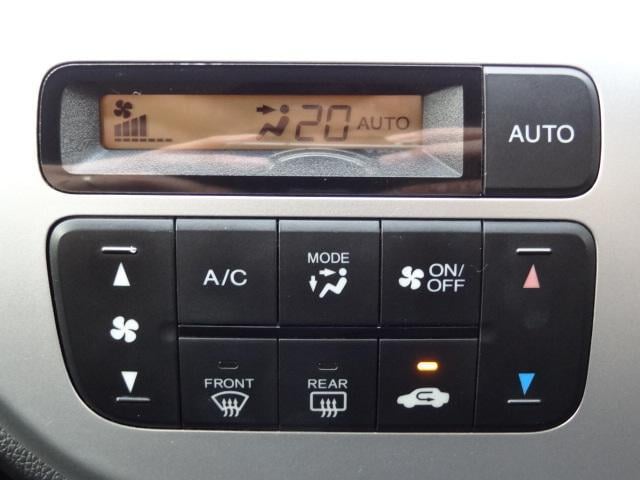 20 AUTO
AUTO
A/C
MODE
ON/
OFF
FRONT
REAR